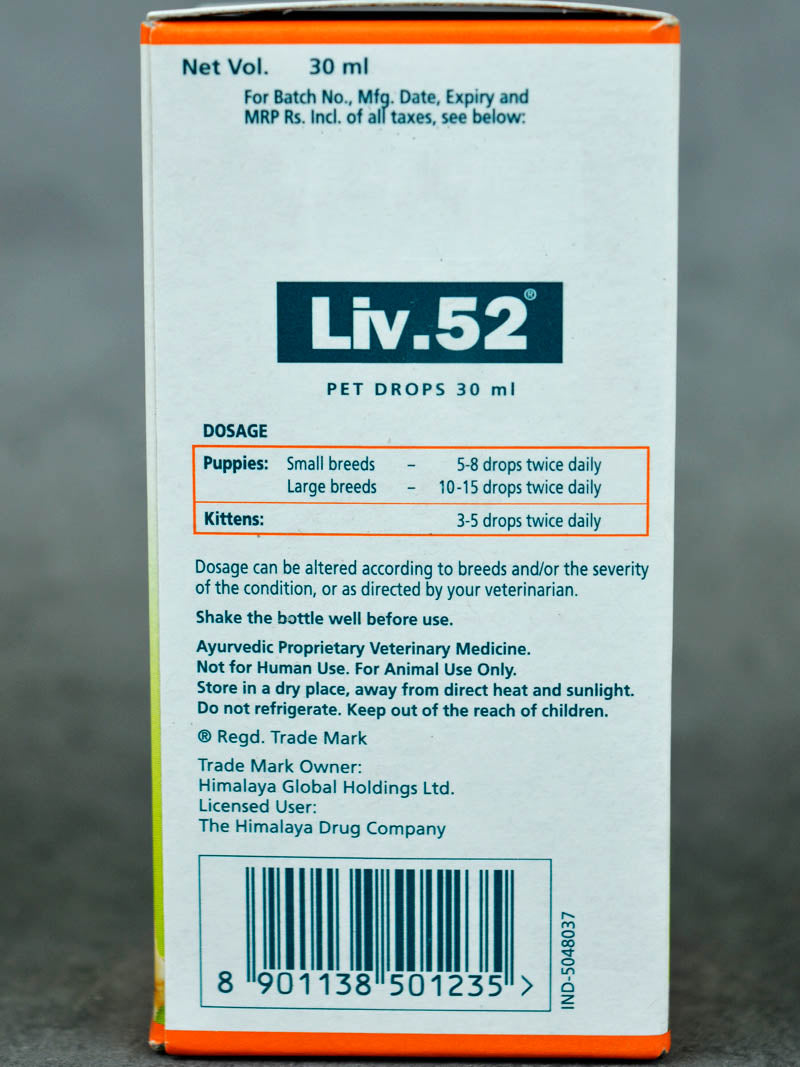 Net Vol. 30 ml
For Batch No., Mfg. Date, Expiry and
MRP Rs. Incl. of all taxes, see below:
Liv.52®
PET DROPS 30 ml
DOSAGE
Puppies: Small breeds – 5-8 drops twice daily
Large breeds – 10-15 drops twice daily
Kittens: 3-5 drops twice daily
Dosage can be altered according to breeds and/or the severity
of the condition, or as directed by your veterinarian.
Shake the bottle well before use.
Ayurvedic Proprietary Veterinary Medicine.
Not for Human Use. For Animal Use Only.
Store in a dry place, away from direct heat and sunlight.
Do not refrigerate. Keep out of the reach of children.
® Regd. Trade Mark
Trade Mark Owner:
Himalaya Global Holdings Ltd.
Licensed User:
The Himalaya Drug Company
8 901138 501235 >
IND-5048037